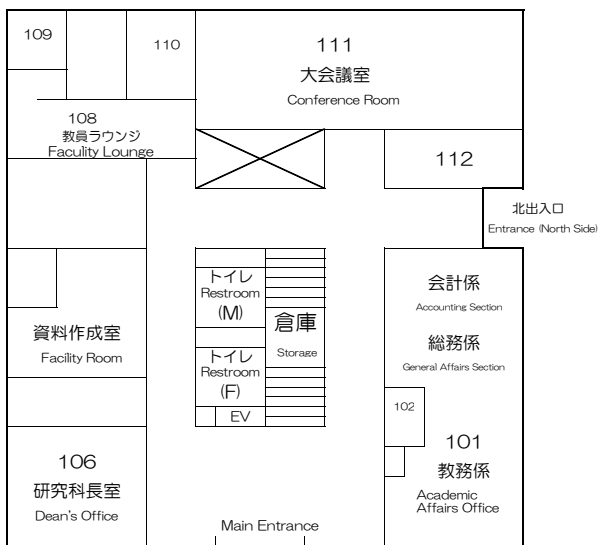 109
110
111
大会議室
Conference Room
108
教員ラウンジ
Faculity Lounge
112
北出入口
Entrance (North Side)
トイレ
Restroom
(M)
倉庫
Storage
会計係
Accounting Section
資料作成室
Facility Room
総務係
General Affairs Section
トイレ
Restroom
(F)
EV
102
101
教務係
Academic
Affairs Office
106
研究科長室
Dean's Office
Main Entrance